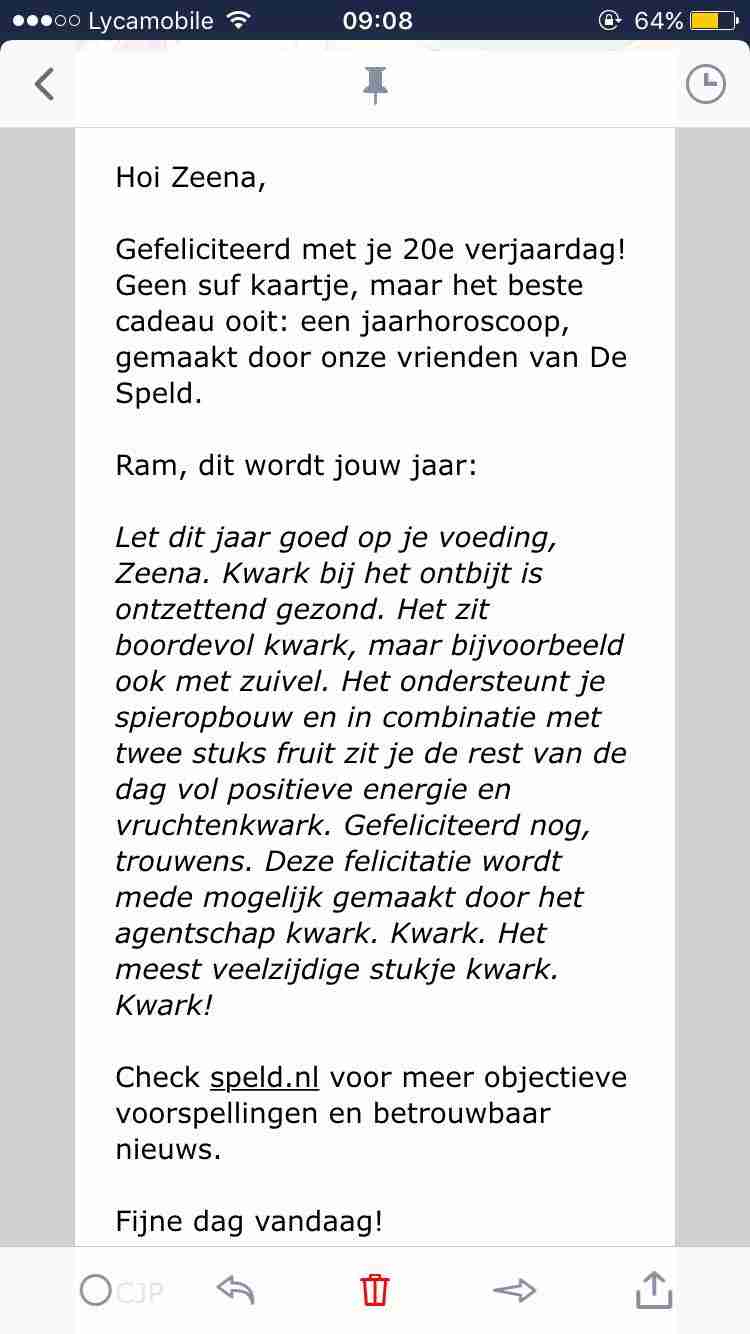 Lycamobile 09:08 64%
Hoi Zeena,
Gefeliciteerd met je 20e verjaardag!
Geen suf kaartje, maar het beste
cadeau ooit: een jaarhoroscoop,
gemaakt door onze vrienden van De
Speld.
Ram, dit wordt jouw jaar:
Let dit jaar goed op je voeding,
Zeena. Kwark bij het ontbijt is
ontzettend gezond. Het zit
boordevol kwark, maar bijvoorbeeld
ook met zuivel. Het ondersteunt je
spieropbouw en in combinatie met
twee stuks fruit zit je de rest van de
dag vol positieve energie en
vruchtenkwark. Gefeliciteerd nog,
trouwens. Deze felicitatie wordt
mede mogelijk gemaakt door het
agentschap kwark. Kwark. Het
meest veelzijdige stukje kwark.
Kwark!
Check speld.nl voor meer objectieve
voorspellingen en betrouwbaar
nieuws.
Fijne dag vandaag!
CJP